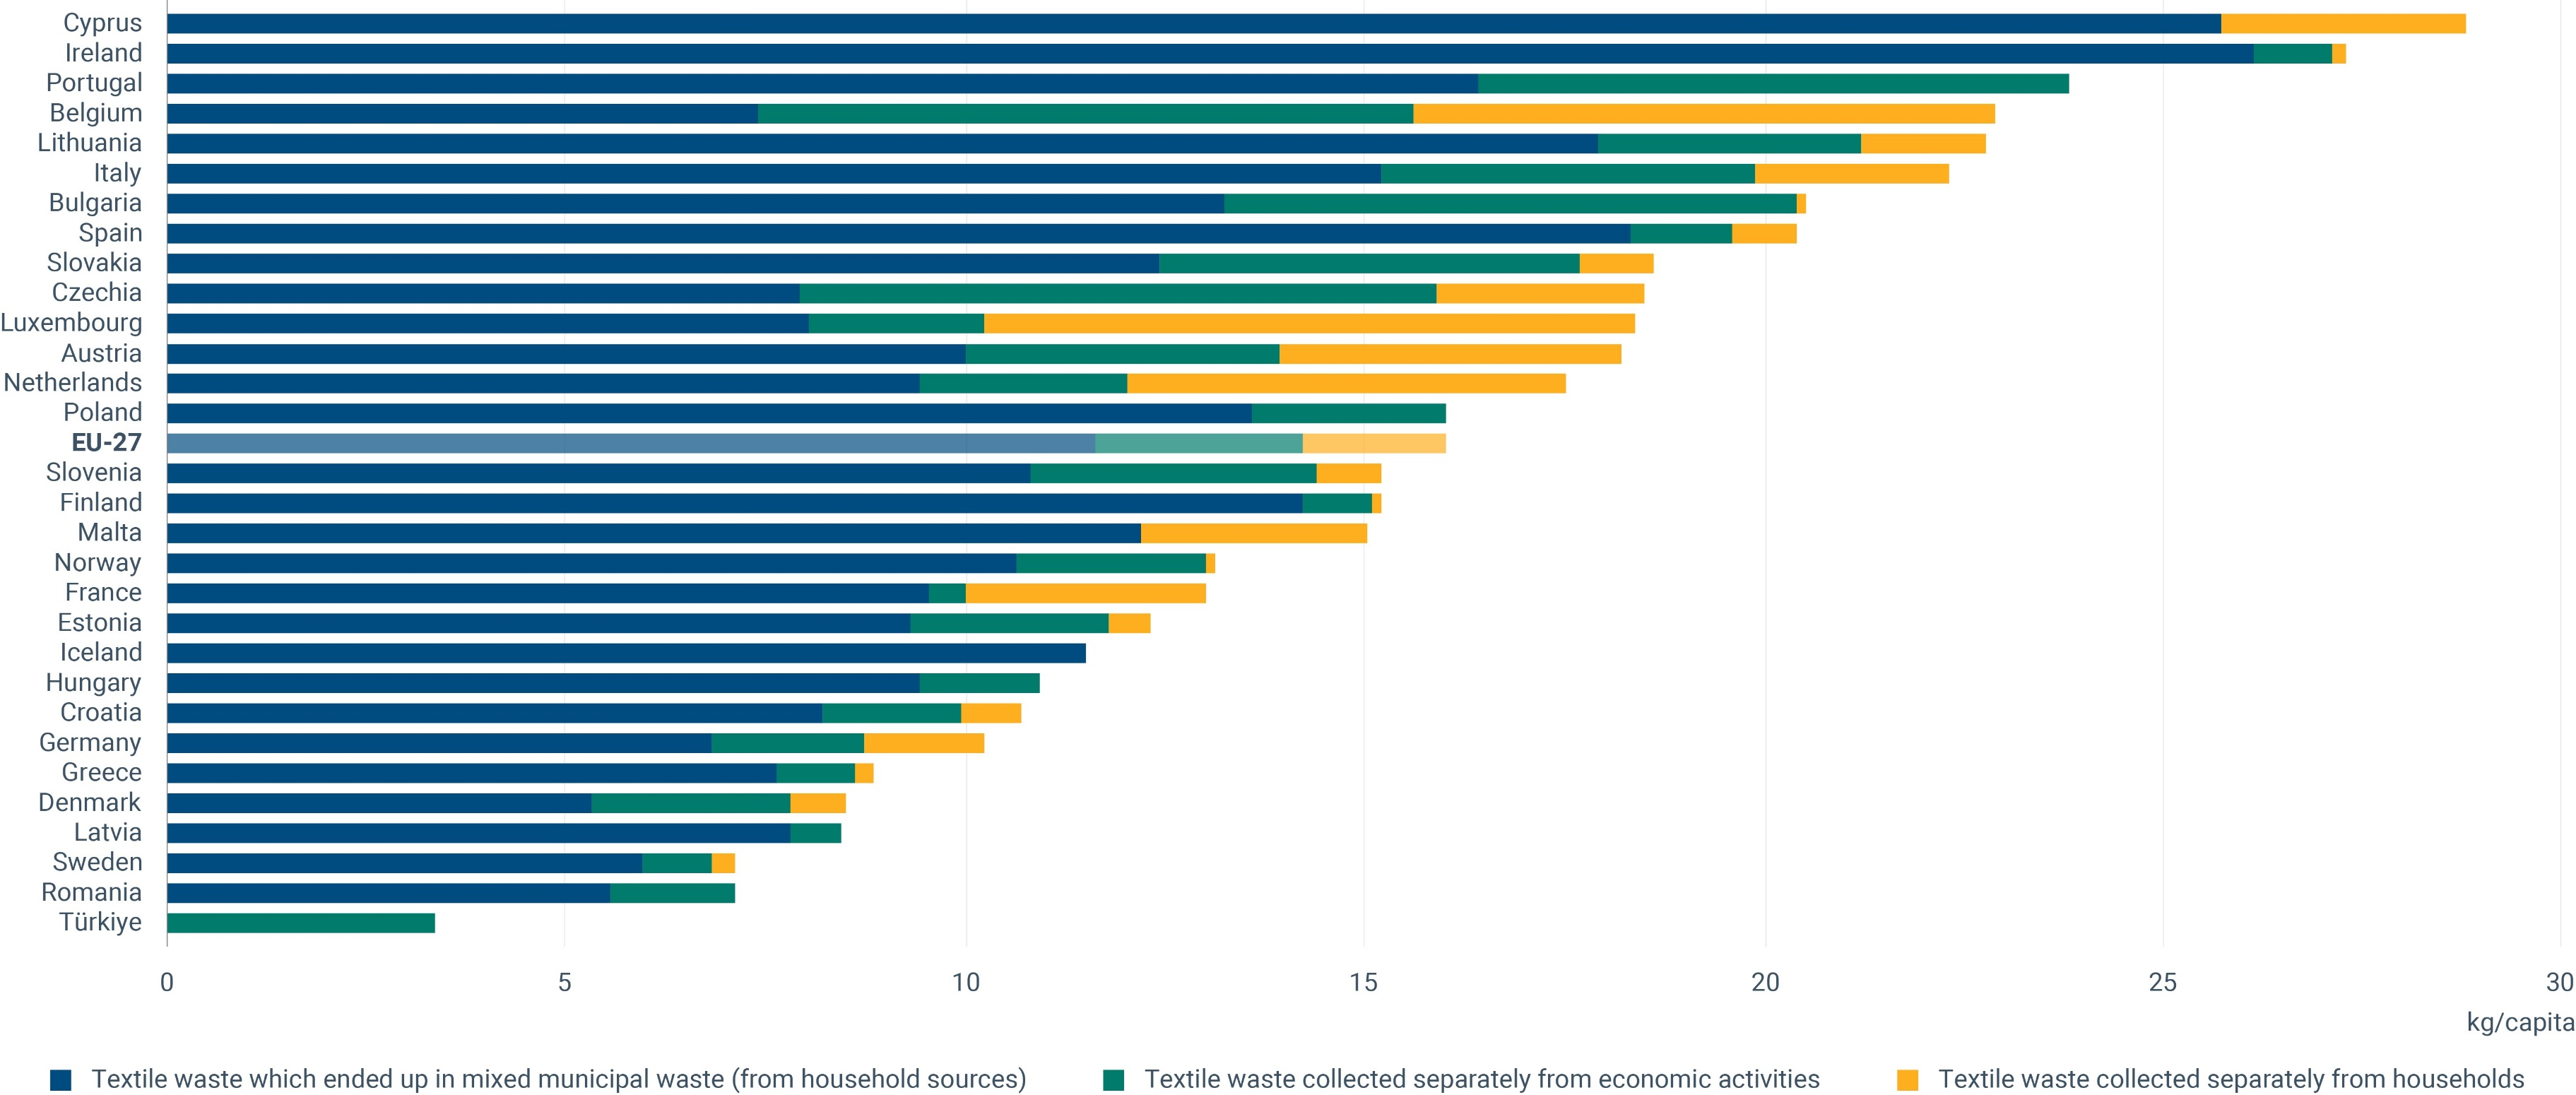 Cyprus
Ireland
Portugal
Belgium
Lithuania
Italy
Bulgaria
Spain
Slovakia
Czechia
Luxembourg
Austria
Netherlands
Poland
EU-27
Slovenia
Finland
Malta
Norway
France
Estonia
Iceland
Hungary
Croatia
Germany
Greece
Denmark
Latvia
Sweden
Romania
Türkiye
0 5 10 15 20 25 30
kg/capita
Textile waste which ended up in mixed municipal waste (from household sources) Textile waste collected separately from economic activities Textile waste collected separately from households